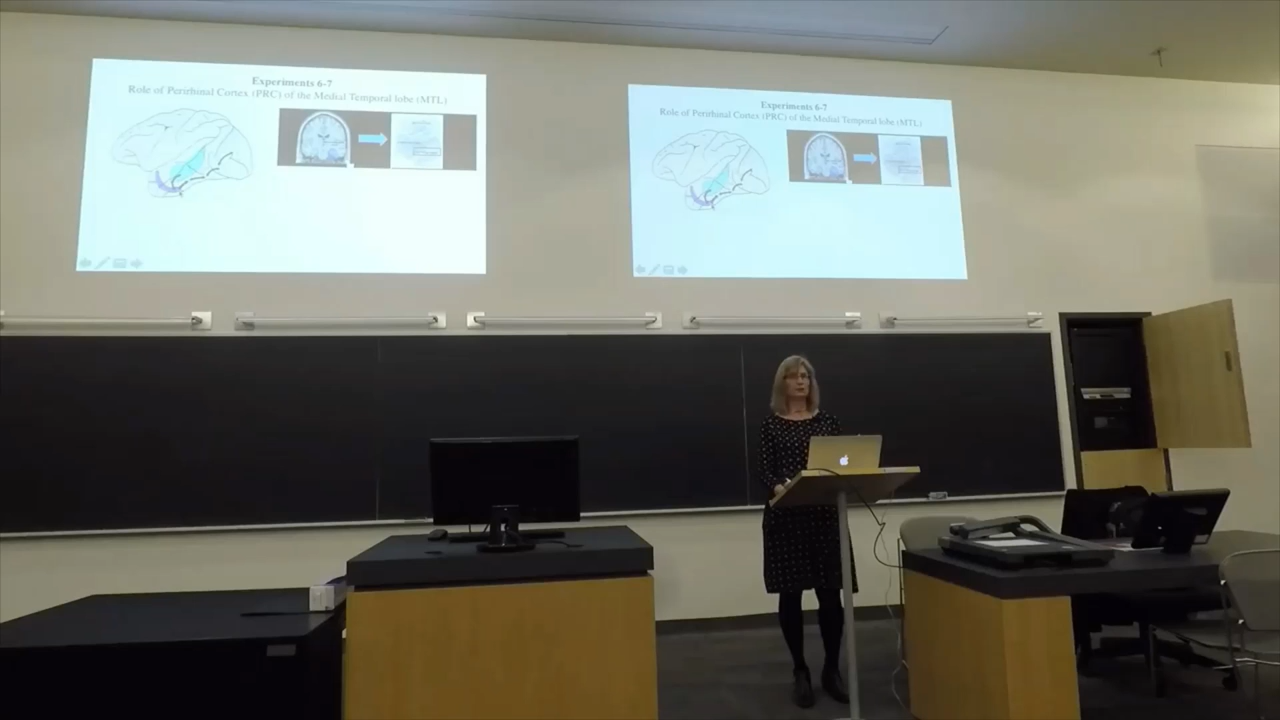 Experiments 6-7
Role of Perirhinal Cortex (PRC) of the Medial Temporal lobe (MTL)
Experiments 6-7
Role of Perirhinal Cortex (PRC) of the Medial Temporal lobe (MTL)